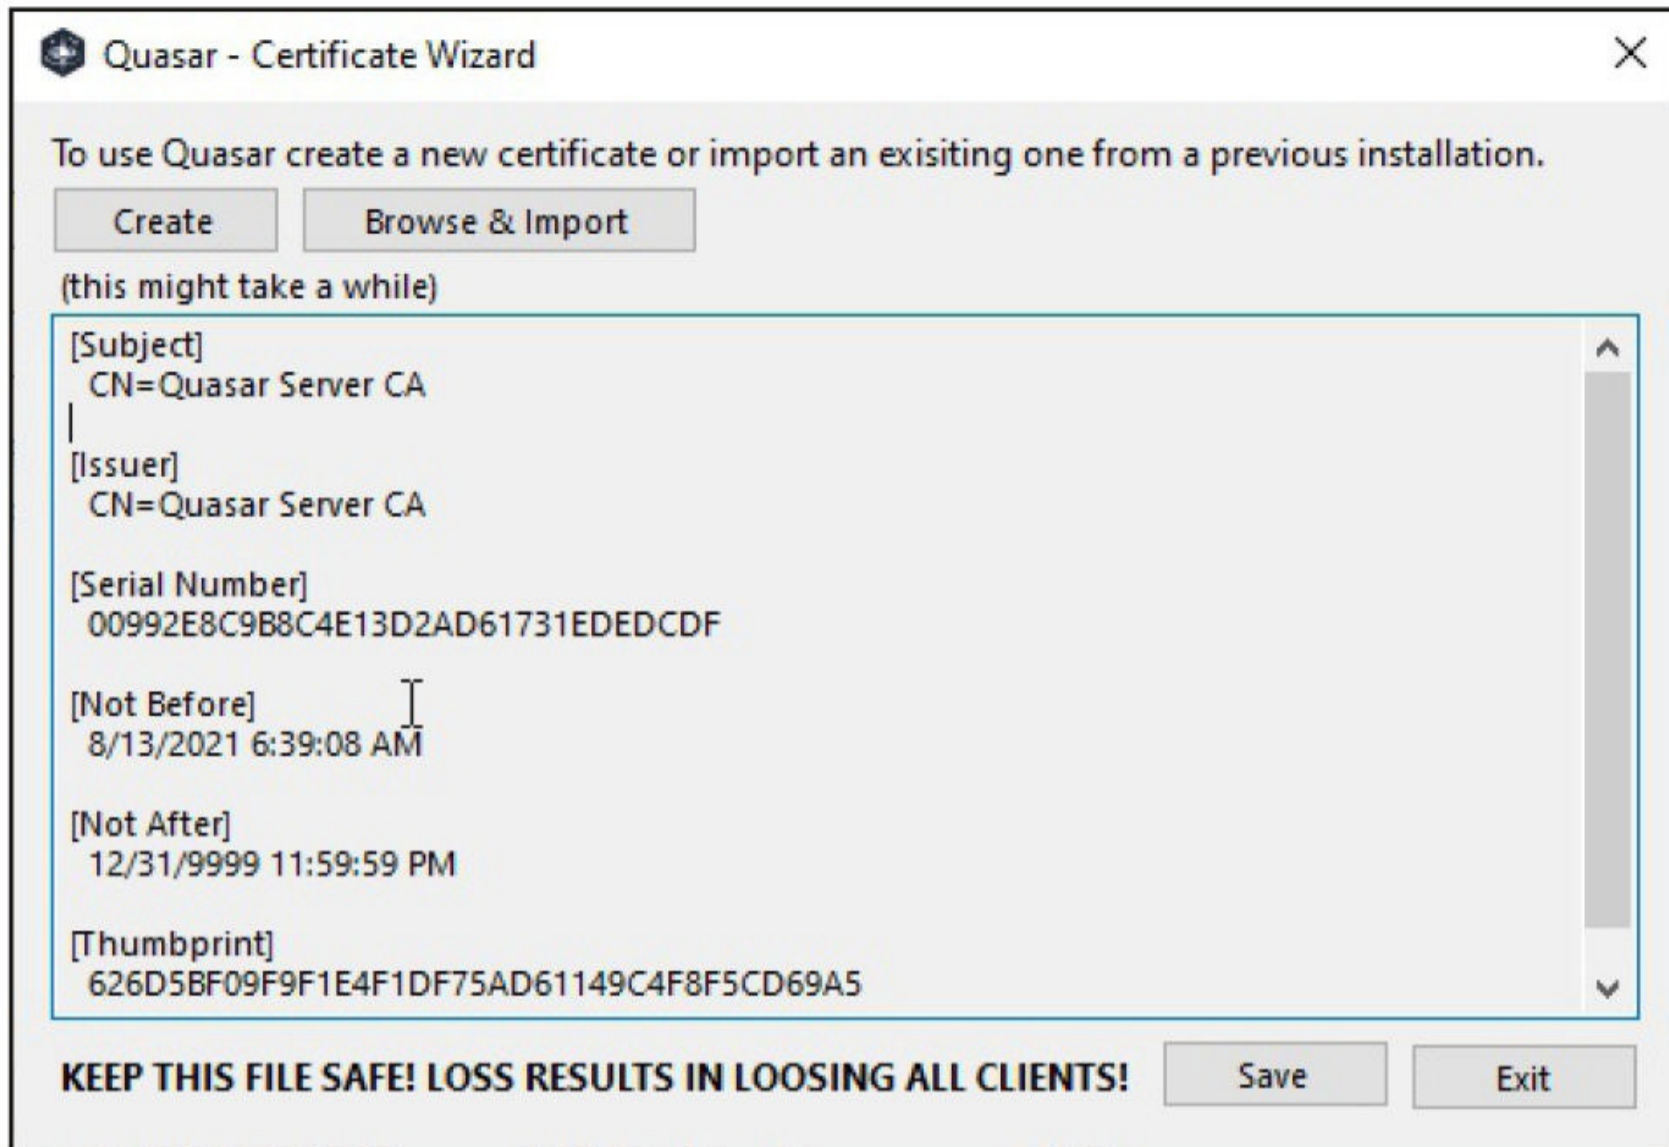 Quasar - Certificate Wizard
To use Quasar create a new certificate or import an exisiting one from a previous installation.
Create Browse & Import
(this might take a while)
[Subject]
CN=Quasar Server CA
[Issuer]
CN=Quasar Server CA
[Serial Number]
00992E8C9B8C4E13D2AD61731EDEDCDF
[Not Before]
8/13/2021 6:39:08 AM
[Not After]
12/31/9999 11:59:59 PM
[Thumbprint]
626D5BF09F9F1E4F1DF75AD61149C4F8F5CD69A5
KEEP THIS FILE SAFE! LOSS RESULTS IN LOOSING ALL CLIENTS! Save Exit